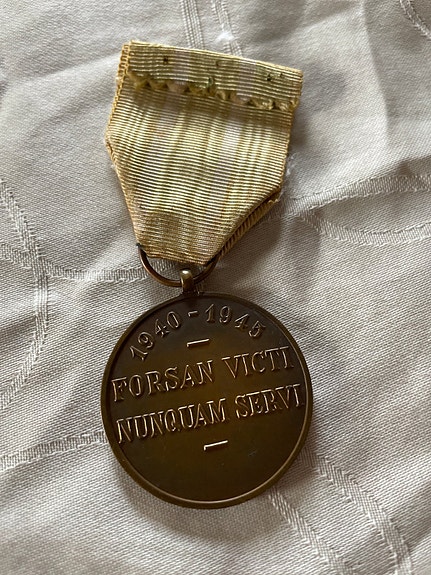 1940 - 1945
FORSAN VICTI
NUNQUAM SERVI